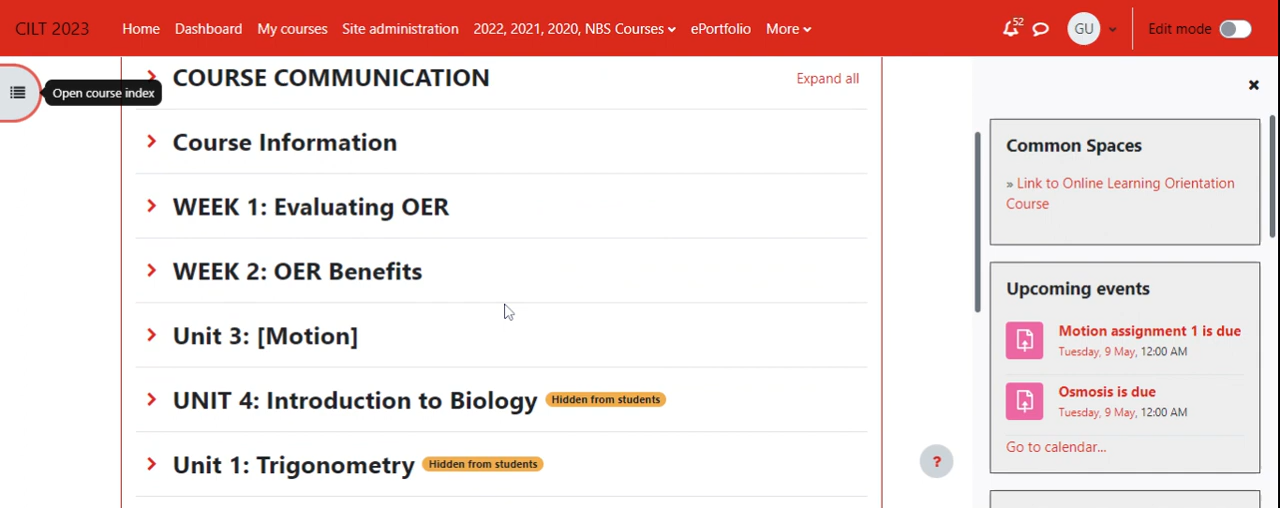 CILT 2023 Home Dashboard My courses Site administration 2022, 2021, 2020, NBS Courses ePortfolio More 52 GU Edit mode
Open course index
COURSE COMMUNICATION Expand all
Course Information
WEEK 1: Evaluating OER
WEEK 2: OER Benefits
Unit 3: [Motion]
UNIT 4: Introduction to Biology Hidden from students
Unit 1: Trigonometry Hidden from students
?
Common Spaces
» Link to Online Learning Orientation
Course
Upcoming events
Motion assignment 1 is due
Tuesday, 9 May, 12:00 AM
Osmosis is due
Tuesday, 9 May, 12:00 AM
Go to calendar...